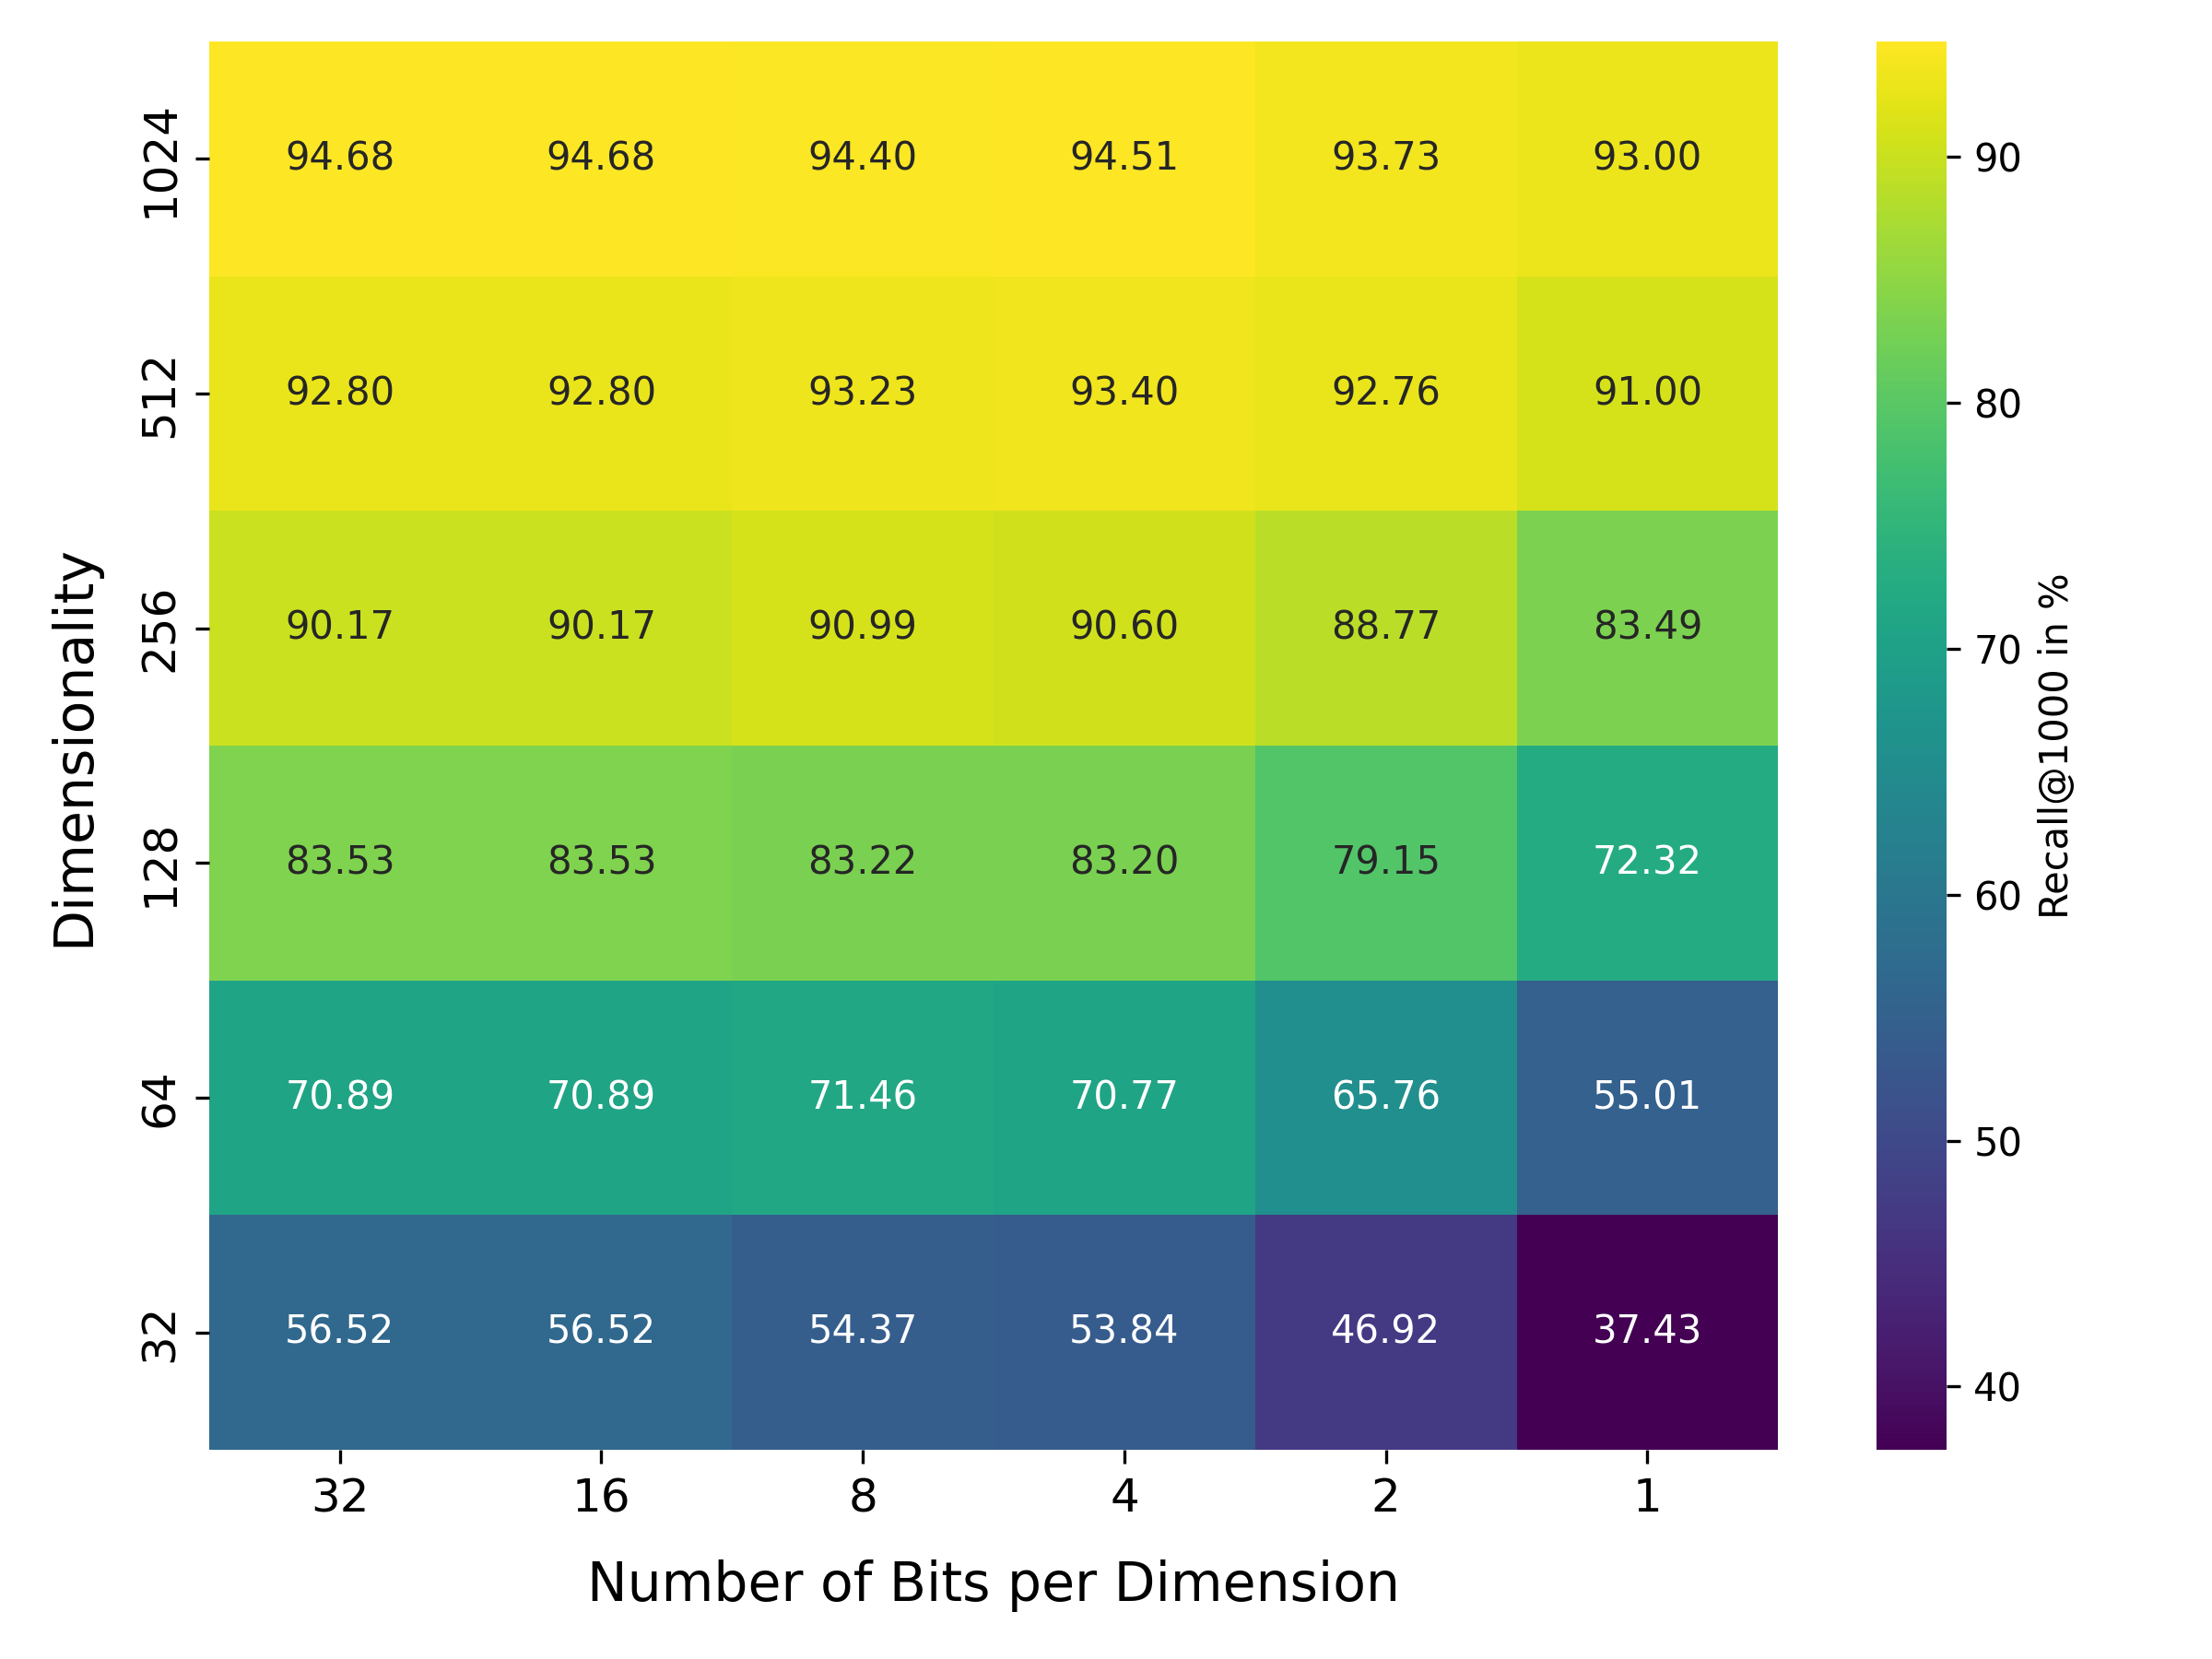 1024 94.68 94.68 94.40 94.51 93.73 93.00
512 92.80 92.80 93.23 93.40 92.76 91.00
256 90.17 90.17 90.99 90.60 88.77 83.49
128 83.53 83.53 83.22 83.20 79.15 72.32
64 70.89 70.89 71.46 70.77 65.76 55.01
32 56.52 56.52 54.37 53.84 46.92 37.43
32 16 8 4 2 1
Number of Bits per Dimension
Dimensionality
90
80
70
60
50
40
Recall@1000 in %